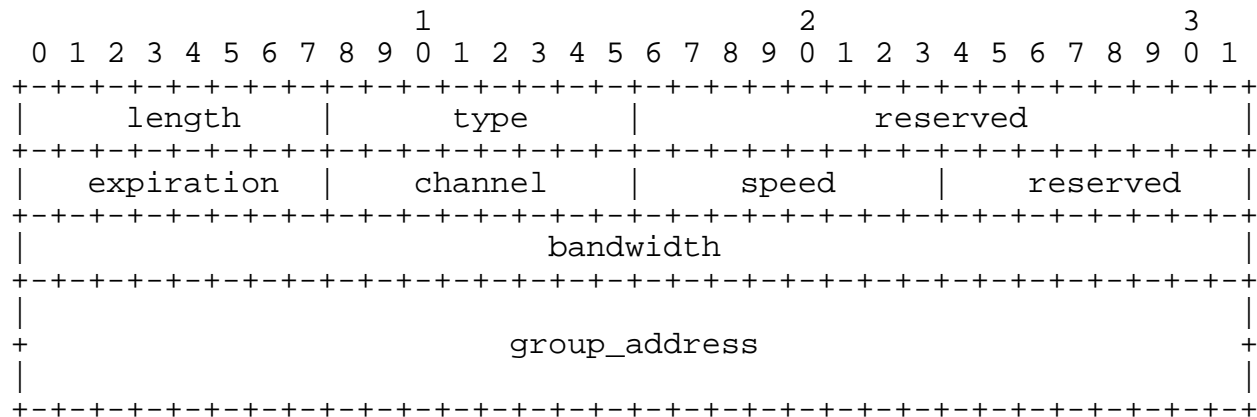 1                   2                   3
 0 1 2 3 4 5 6 7 8 9 0 1 2 3 4 5 6 7 8 9 0 1 2 3 4 5 6 7 8 9 0 1
+-+-+-+-+-+-+-+-+-+-+-+-+-+-+-+-+-+-+-+-+-+-+-+-+-+-+-+-+-+-+-+-+
|     length    |      type     |            reserved           |
+-+-+-+-+-+-+-+-+-+-+-+-+-+-+-+-+-+-+-+-+-+-+-+-+-+-+-+-+-+-+-+-+
|   expiration  |    channel    |     speed     |    reserved   |
+-+-+-+-+-+-+-+-+-+-+-+-+-+-+-+-+-+-+-+-+-+-+-+-+-+-+-+-+-+-+-+-+
|                           bandwidth                           |
+-+-+-+-+-+-+-+-+-+-+-+-+-+-+-+-+-+-+-+-+-+-+-+-+-+-+-+-+-+-+-+-+
|                                                               |
+                         group_address                         +
|                                                               |
+-+-+-+-+-+-+-+-+-+-+-+-+-+-+-+-+-+-+-+-+-+-+-+-+-+-+-+-+-+-+-+-+